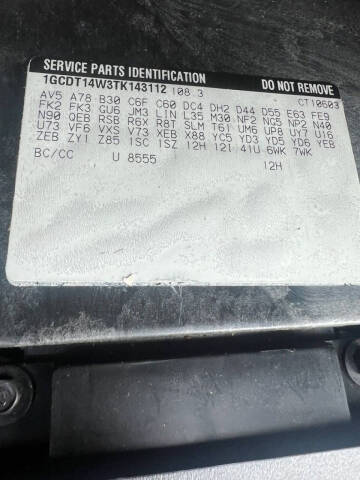 SERVICE PARTS IDENTIFICATION DO NOT REMOVE
1GCDT14W3TK143112 108.3 CT10603
AV5 A78 B30 C6F C60 DC4 DH2 D44 D55 E63 FE9
FK2 FK3 GU6 JM3 LIN L35 M30 NF2 NG5 NP2 N40
N90 QEB RSB R6X R8T SLM T61 UM6 UP8 UY7 U16
U73 VF6 VXS V73 XEB X88 YC5 YD3 YD5 YD6 YE8
ZEB ZY1 Z85 1SC 1SZ 12H 12I 41U 6WK 7WK
BC/CC U 8555 12H